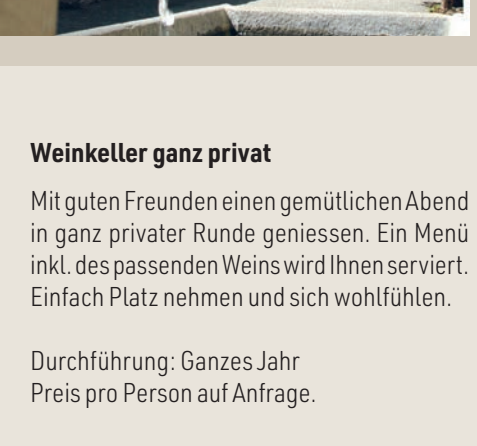 Weinkeller ganz privat
Mit guten Freunden einen gemütlichen Abend
in ganz privater Runde geniessen. Ein Menü
inkl. des passenden Weins wird Ihnen serviert.
Einfach Platz nehmen und sich wohlfühlen.
Durchführung: Ganzes Jahr
Preis pro Person auf Anfrage.